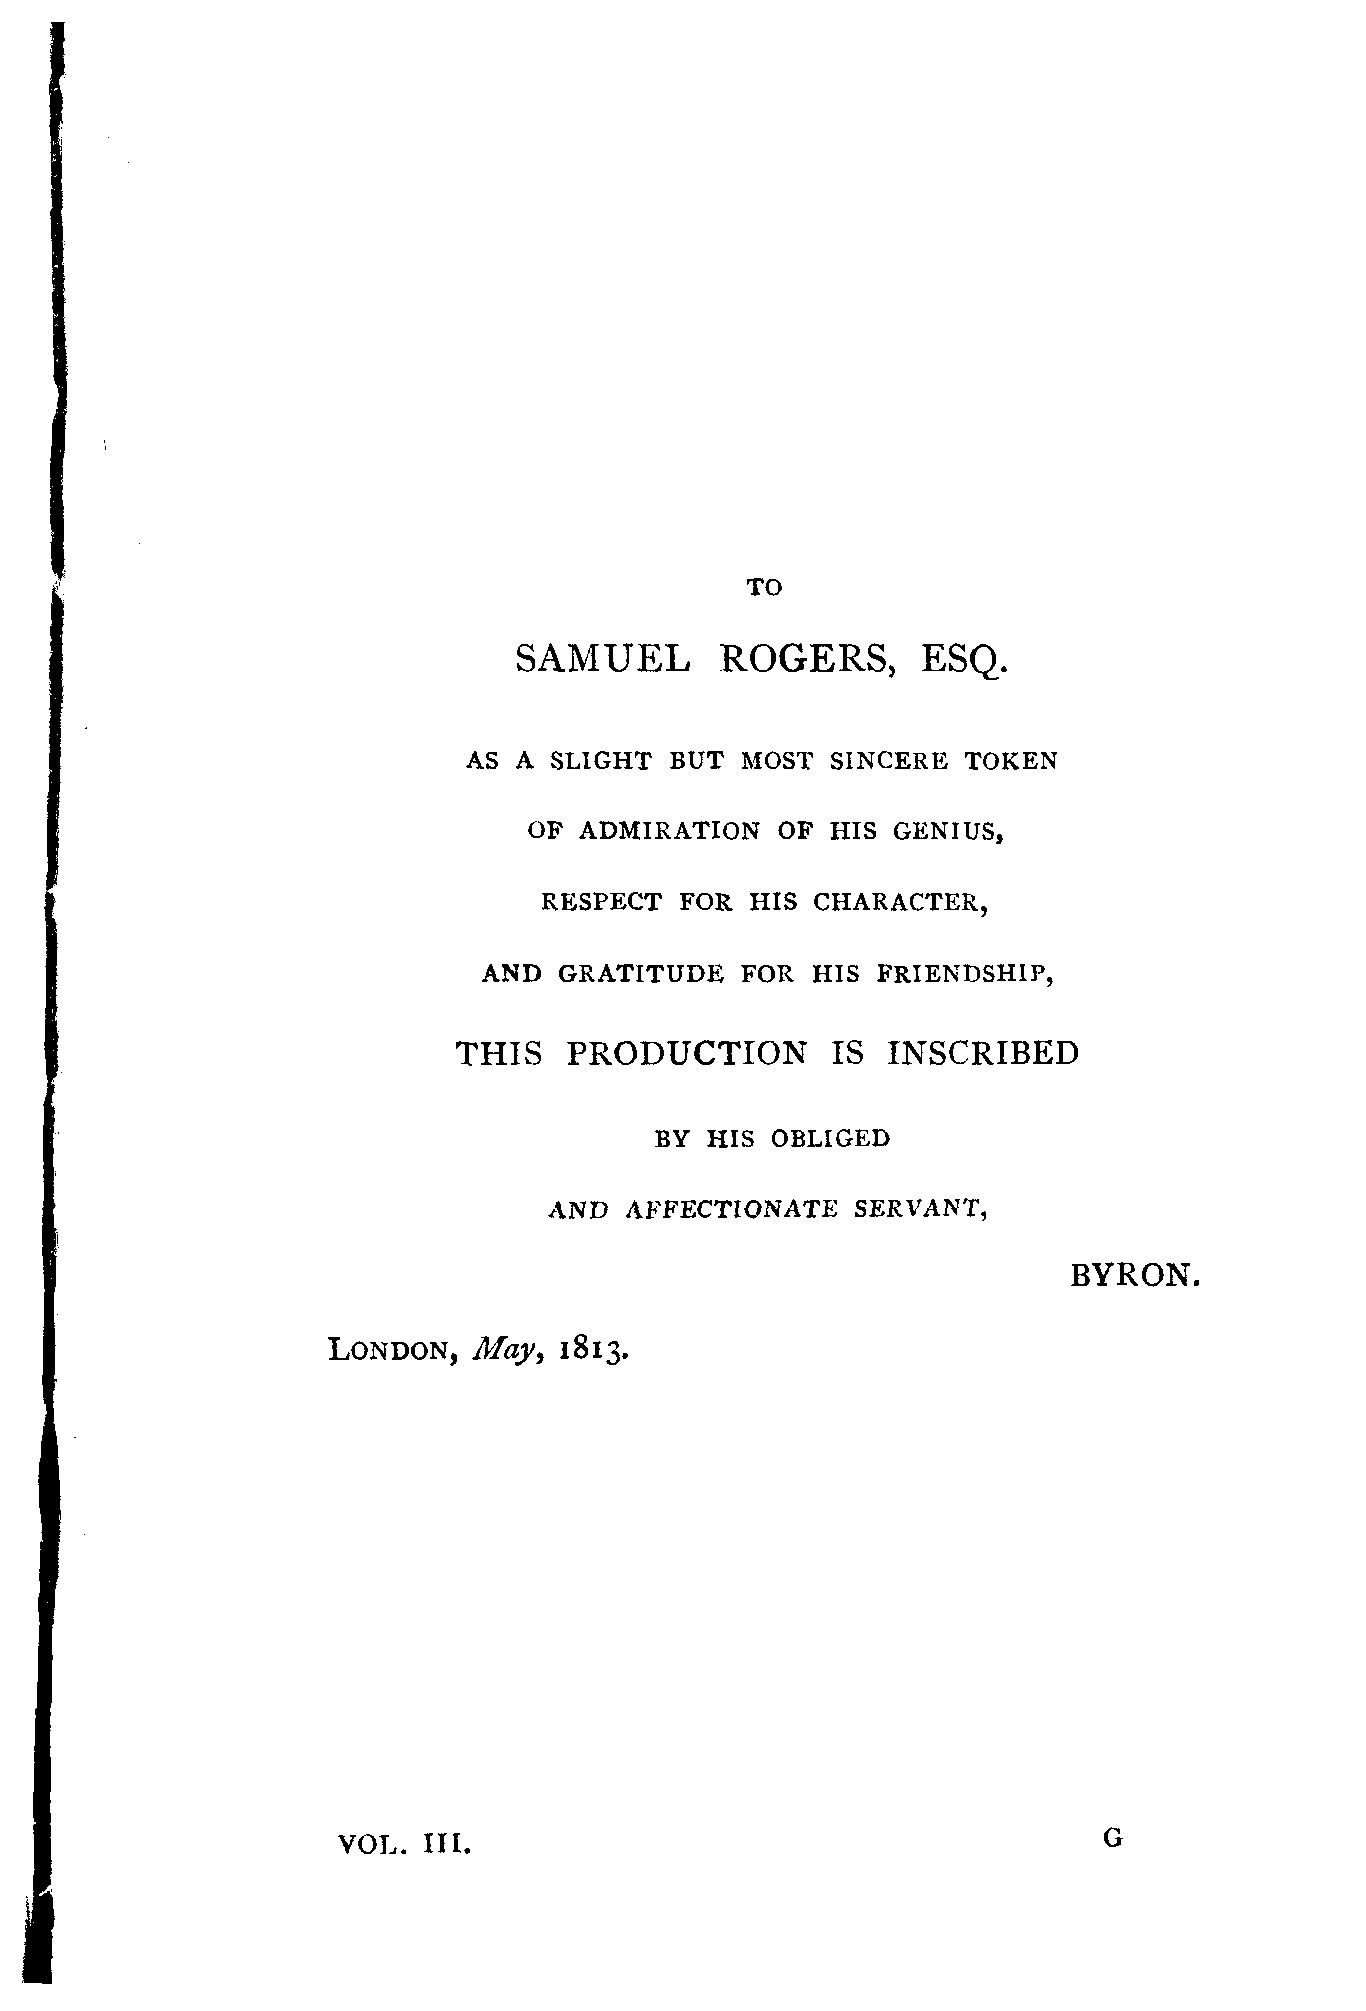 TO
SAMUEL ROGERS, ESQ.
AS A SLIGHT BUT MOST SINCERE TOKEN
OF ADMIRATION OF HIS GENIUS,
RESPECT FOR HIS CHARACTER,
AND GRATITUDE FOR HIS FRIENDSHIP,
THIS PRODUCTION IS INSCRIBED
BY HIS OBLIGED
AND AFFECTIONATE SERVANT,
BYRON.
LONDON, May, 1813.
VOL. III. G